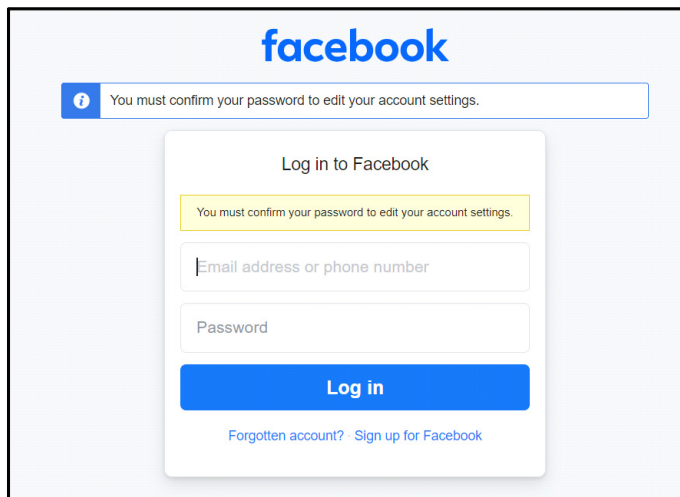 facebook
You must confirm your password to edit your account settings.
Log in to Facebook
You must confirm your password to edit your account settings.
Email address or phone number
Password
Log in
Forgotten account? · Sign up for Facebook